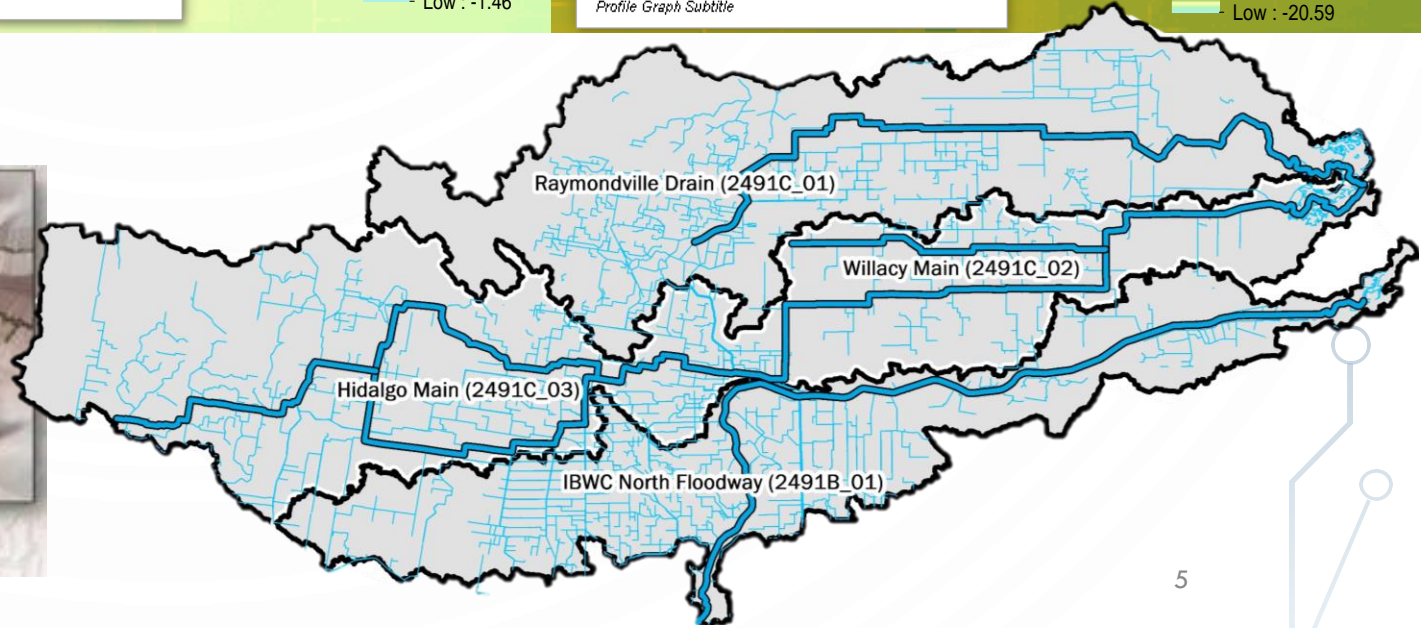 - Low : -1.46
Profile Graph Subtitle
- Low : -20.59
Raymondville Drain (2491C_01)
Willacy Main (2491C_02)
Hidalgo Main (2491C_03)
IBWC North Floodway (2491B_01)
5